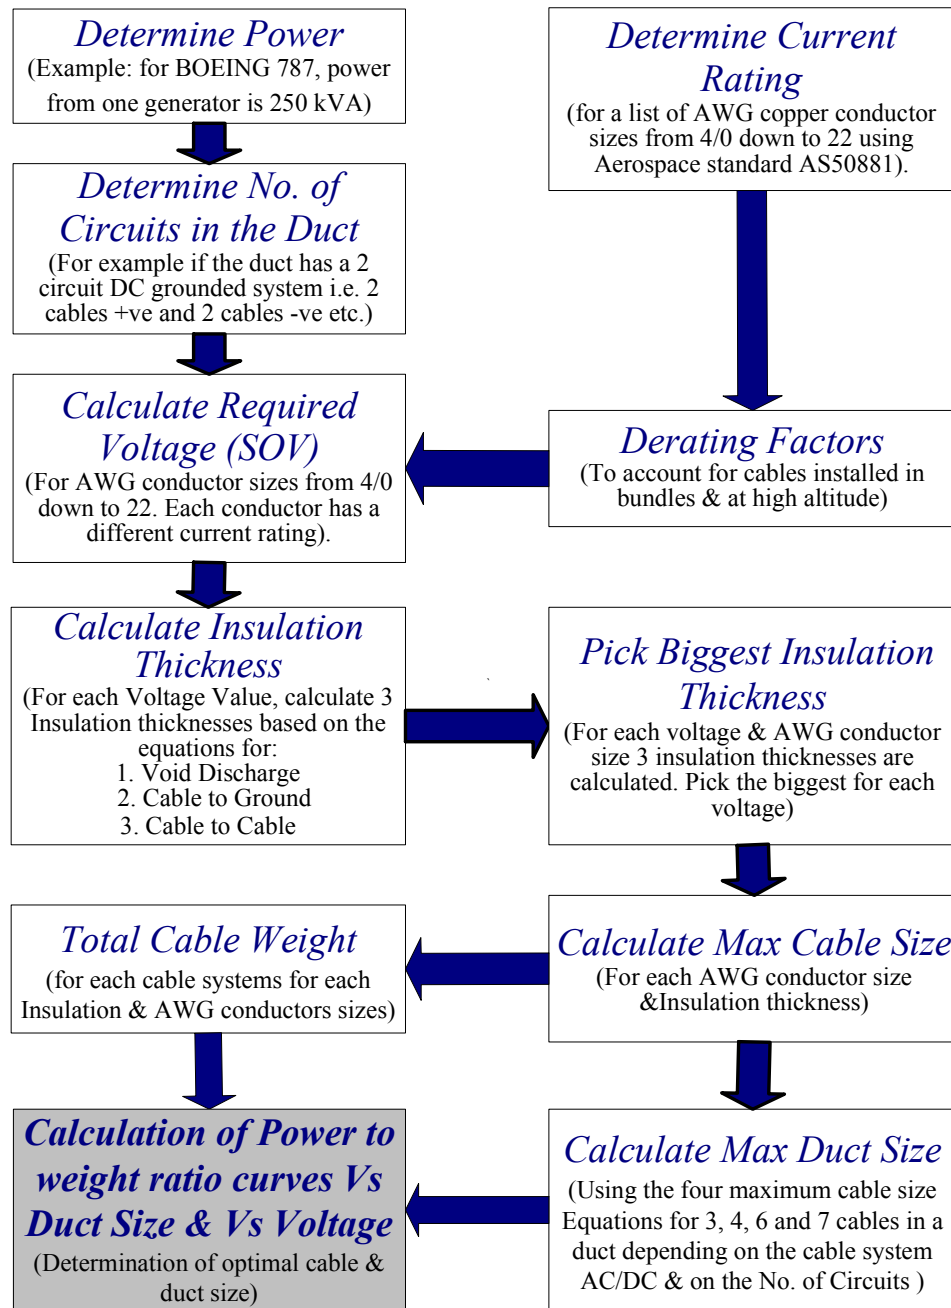 Determine Power
(Example: for BOEING 787, power
from one generator is 250 kVA)
Determine Current
Rating
(for a list of AWG copper conductor
sizes from 4/0 down to 22 using
Aerospace standard AS50881).
Determine No. of
Circuits in the Duct
(For example if the duct has a 2
circuit DC grounded system i.e. 2
cables +ve and 2 cables -ve etc.)
Calculate Required
Voltage (SOV)
(For AWG conductor sizes from 4/0
down to 22. Each conductor has a
different current rating).
Derating Factors
(To account for cables installed in
bundles & at high altitude)
Calculate Insulation
Thickness
(For each Voltage Value, calculate 3
Insulation thicknesses based on the
equations for:
1. Void Discharge
2. Cable to Ground
3. Cable to Cable
Pick Biggest Insulation
Thickness
(For each voltage & AWG conductor
size 3 insulation thicknesses are
calculated. Pick the biggest for each
voltage)
Total Cable Weight
(for each cable systems for each
Insulation & AWG conductors sizes)
Calculate Max Cable Size
(For each AWG conductor size
&Insulation thickness)
Calculation of Power to
weight ratio curves Vs
Duct Size & Vs Voltage
(Determination of optimal cable &
duct size)
Calculate Max Duct Size
(Using the four maximum cable size
Equations for 3, 4, 6 and 7 cables in a
duct depending on the cable system
AC/DC & on the No. of Circuits )